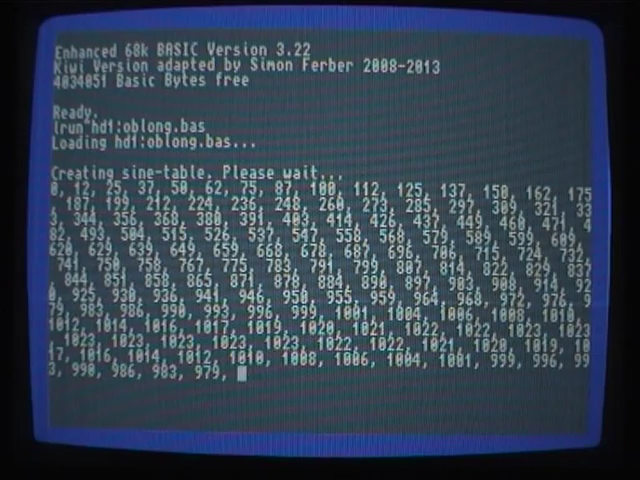 Enhanced 68k BASIC Version 3.22
Kiwi Version adapted by Simon Ferber 2008-2013
4034051 Basic Bytes free
Ready.
lrun"hd1:oblong.bas
Loading hd1:oblong.bas...
Creating sine-table. Please wait...
0, 12, 25, 37, 50, 62, 75, 87, 100, 112, 125, 137, 150, 162, 175
, 187, 199, 212, 224, 236, 248, 260, 273, 285, 297, 309, 321, 33
3, 344, 356, 368, 380, 391, 403, 414, 426, 437, 449, 460, 471, 4
82, 493, 504, 515, 526, 537, 547, 558, 568, 579, 589, 599, 609,
620, 629, 639, 649, 659, 668, 678, 687, 696, 706, 715, 724, 732,
741, 750, 758, 767, 775, 783, 791, 799, 807, 814, 822, 829, 837
, 844, 851, 858, 865, 871, 878, 884, 890, 897, 903, 908, 914, 92
0, 925, 930, 936, 941, 946, 950, 955, 959, 964, 968, 972, 976, 9
79, 983, 986, 990, 993, 996, 999, 1001, 1004, 1006, 1008, 1010,
1012, 1014, 1016, 1017, 1019, 1020, 1021, 1022, 1022, 1023, 1023
, 1023, 1023, 1023, 1023, 1022, 1022, 1021, 1020, 1019, 10
17, 1016, 1014, 1012, 1010, 1008, 1006, 1004, 1001, 999, 996, 99
3, 990, 986, 983, 979,